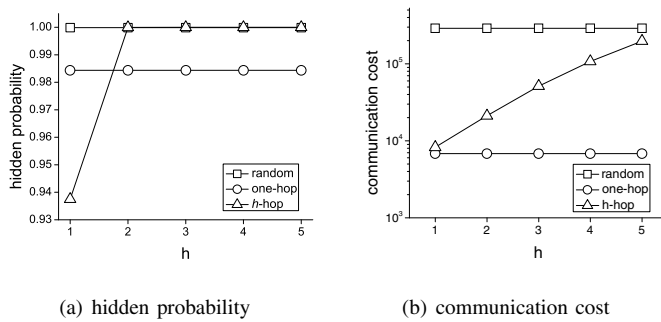 1.00
0.99
0.98
0.97
0.96
0.95
0.94
0.93
hidden probability
1 2 3 4 5
h
random
one-hop
h-hop
10^5
10^4
10^3
communication cost
1 2 3 4 5
h
random
one-hop
h-hop
(a) hidden probability
(b) communication cost